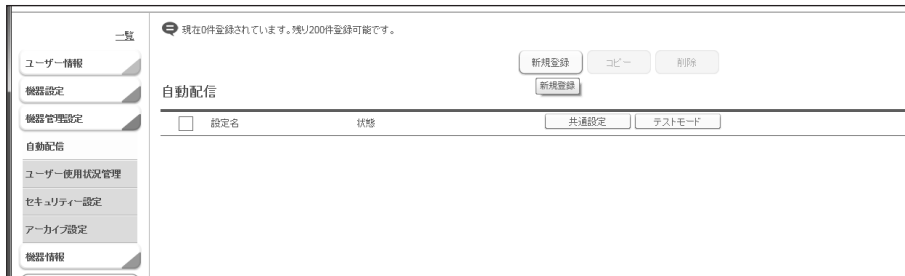 一覧
ユーザー情報
機器設定
機器管理設定
自動配信
ユーザー使用状況管理
セキュリティー設定
アーカイブ設定
機器情報
現在0件登録されています。残り200件登録可能です。
新規登録 コピー 削除
新規登録
自動配信
設定名 状態 共通設定 テストモード